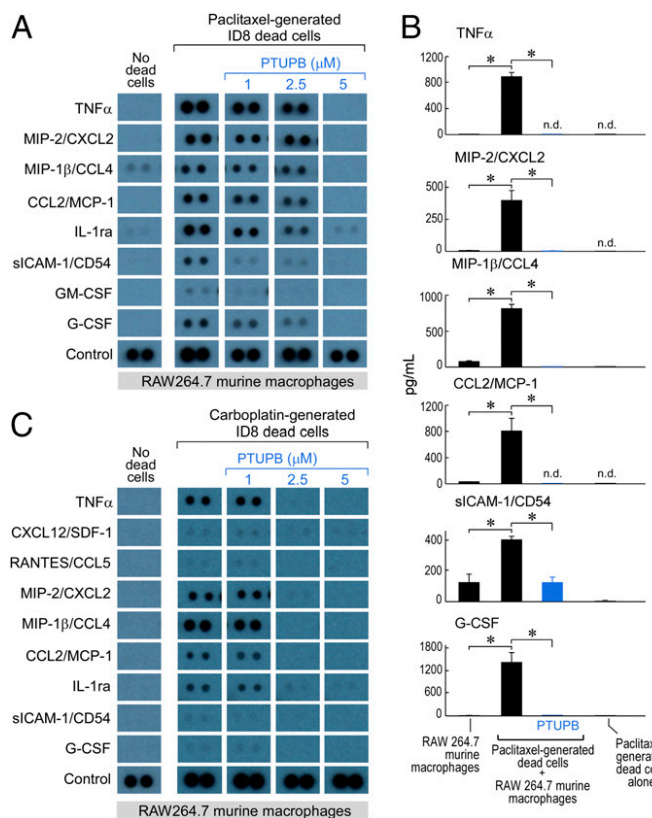 A
Paclitaxel-generated
ID8 dead cells
No
dead
cells
PTUPB (μM)
1 2.5 5
TNFα
MIP-2/CXCL2
MIP-1β/CCL4
CCL2/MCP-1
IL-1ra
sICAM-1/CD54
GM-CSF
G-CSF
Control
RAW264.7 murine macrophages
C
Carboplatin-generated
ID8 dead cells
No
dead
cells
PTUPB (μM)
1 2.5 5
TNFα
CXCL12/SDF-1
RANTES/CCL5
MIP-2/CXCL2
MIP-1β/CCL4
CCL2/MCP-1
IL-1ra
sICAM-1/CD54
G-CSF
Control
RAW264.7 murine macrophages
B
pg/mL
TNFα
1200
800
400
0
* *
n.d. n.d.
MIP-2/CXCL2
500
250
0
* *
n.d.
MIP-1β/CCL4
1000
500
0
* *
CCL2/MCP-1
1200
800
400
0
* *
n.d. n.d.
sICAM-1/CD54
400
200
0
* *
G-CSF
1800
1200
600
0
* *
PTUPB
RAW 264.7
murine
macrophages
Paclitaxel-generated
dead cells
+
RAW 264.7 murine
macrophages
Paclitax
genera
dead ce
alone